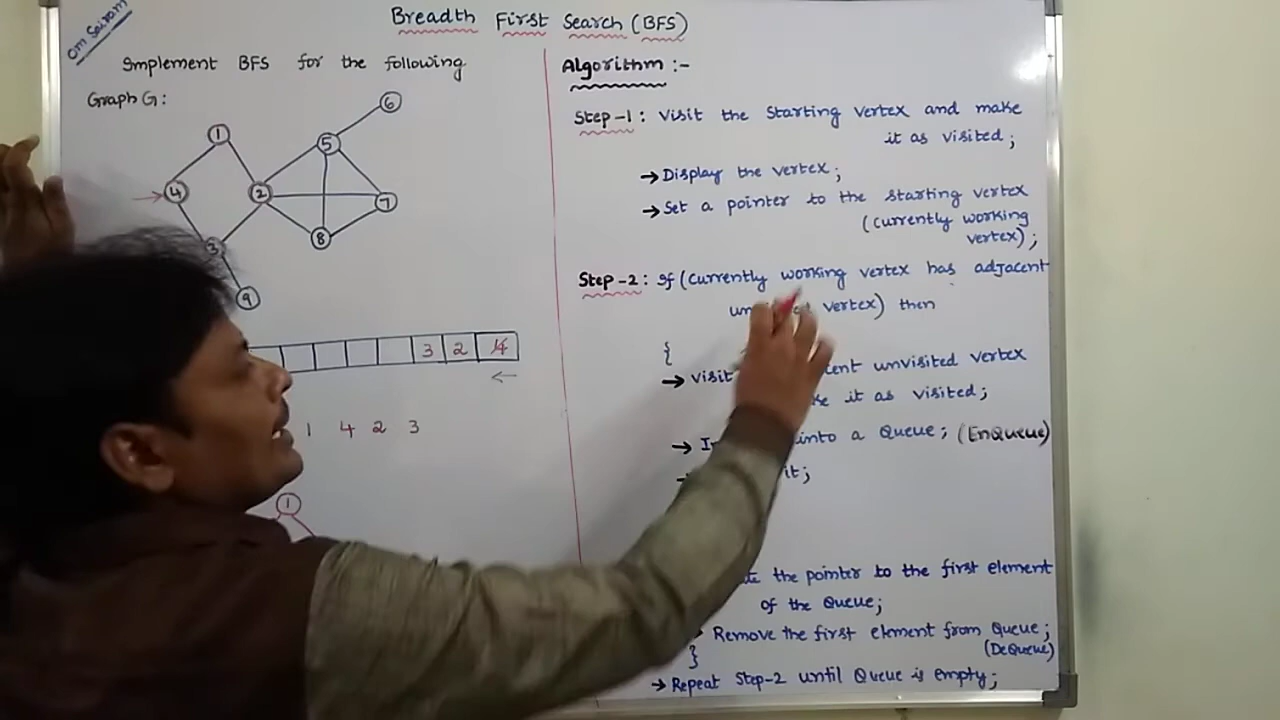 Om Sairam
Breadth First Search (BFS)
Implement BFS for the following
Graph G:
6
1
5
4
2
7
8
3
9
3 2 4
1 4 2 3
1
Algorithm :-
Step-1: Visit the Starting vertex and make
it as visited;
→ Display the vertex;
→ Set a pointer to the starting vertex
(currently working
vertex);
Step-2: If (currently working vertex has adjacent
vertex) then
{
→ Visit unvisited vertex
it as visited;
→ into a Queue; (EnQueue)
it;
the pointer to the first element
of the Queue;
Remove the first element from Queue;
(DeQueue)
}
→ Repeat Step-2 until Queue is empty;